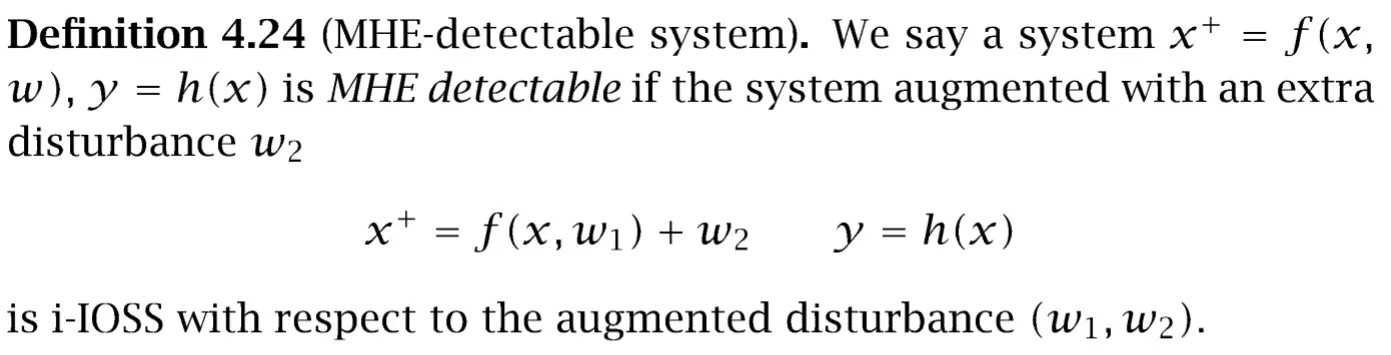 Definition 4.24 (MHE-detectable system). We say a system x⁺ = f(x,
w), y = h(x) is MHE detectable if the system augmented with an extra
disturbance w₂
x⁺ = f(x, w₁) + w₂ y = h(x)
is i-IOSS with respect to the augmented disturbance (w₁, w₂).